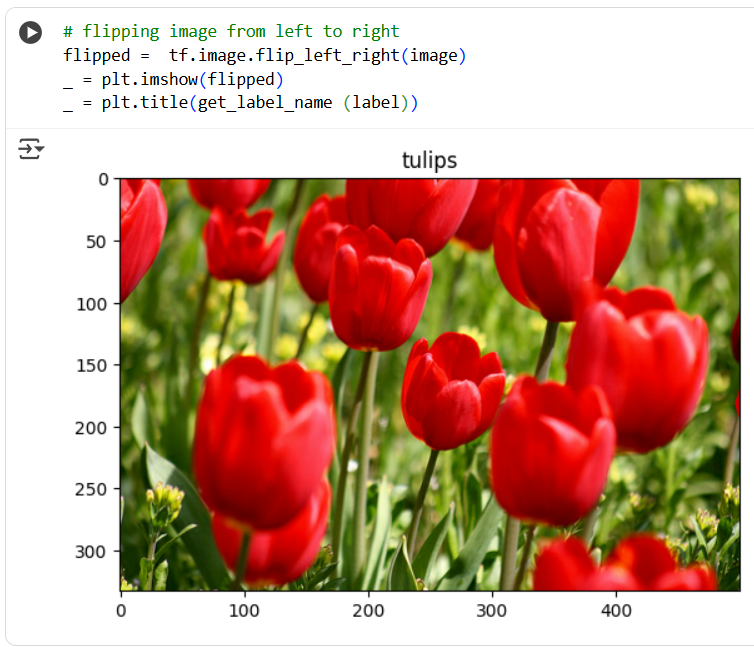 # flipping image from left to right
flipped =  tf.image.flip_left_right(image)
_ = plt.imshow(flipped)
_ = plt.title(get_label_name (label))
tulips
0
50
100
150
200
250
300
0 100 200 300 400